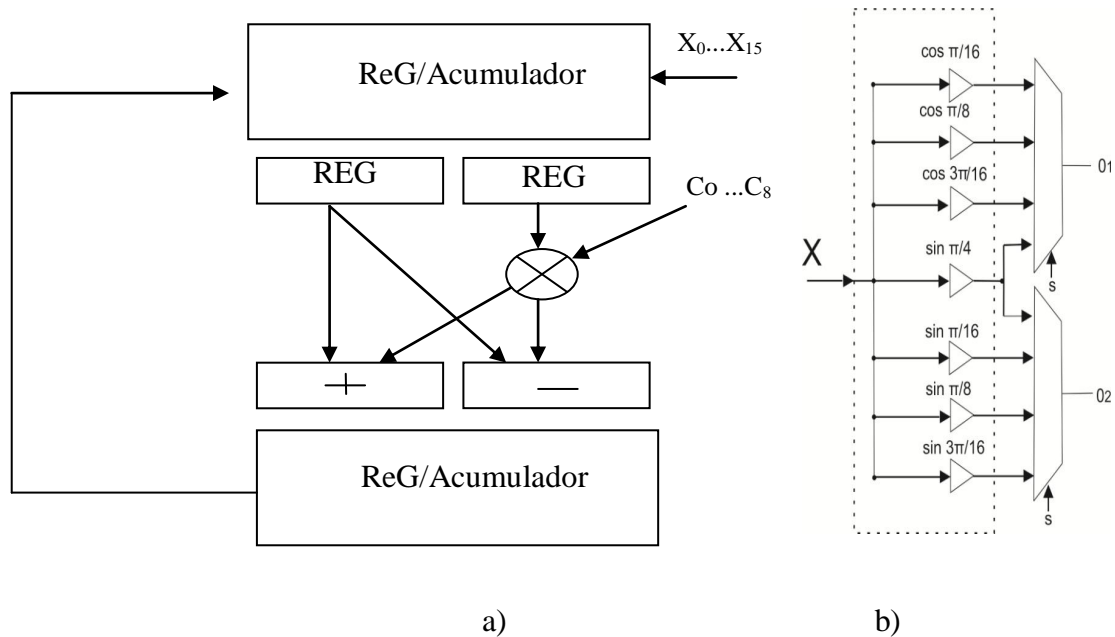 ReG/Acumulador
X0...X15
REG
REG
Co ...C8
+
—
ReG/Acumulador
a)
cos π/16
cos π/8
cos 3π/16
X
sin π/4
sin π/16
sin π/8
sin 3π/16
s
s
01
02
b)